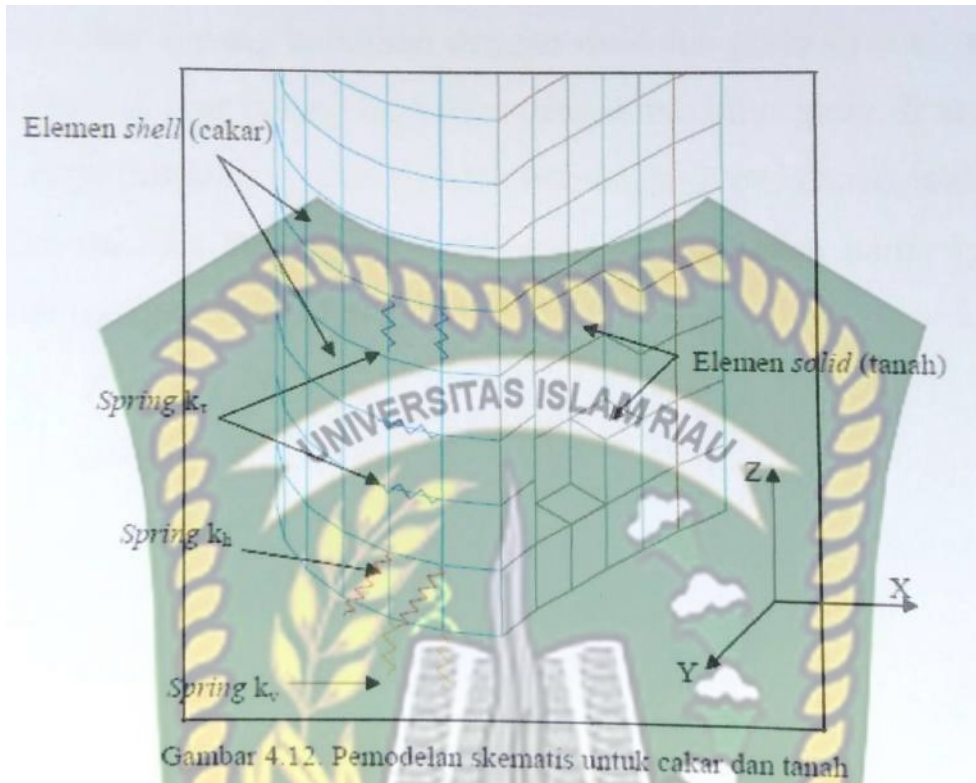 Elemen shell (cakar)
Elemen solid (tanah)
Spring kτ
UNIVERSITAS ISLAM RIAU
Z
Spring kh
X
Y
Spring kv
Gambar 4.12. Pemodelan skematis untuk cakar dan tanah